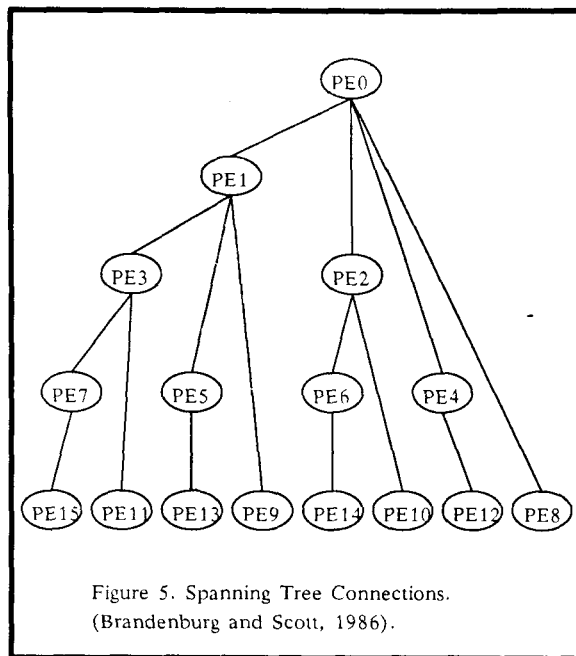 PE0
PE1
PE3
PE2
PE7
PE5
PE6
PE4
PE15
PE11
PE13
PE9
PE14
PE10
PE12
PE8
Figure 5. Spanning Tree Connections.
(Brandenburg and Scott, 1986).